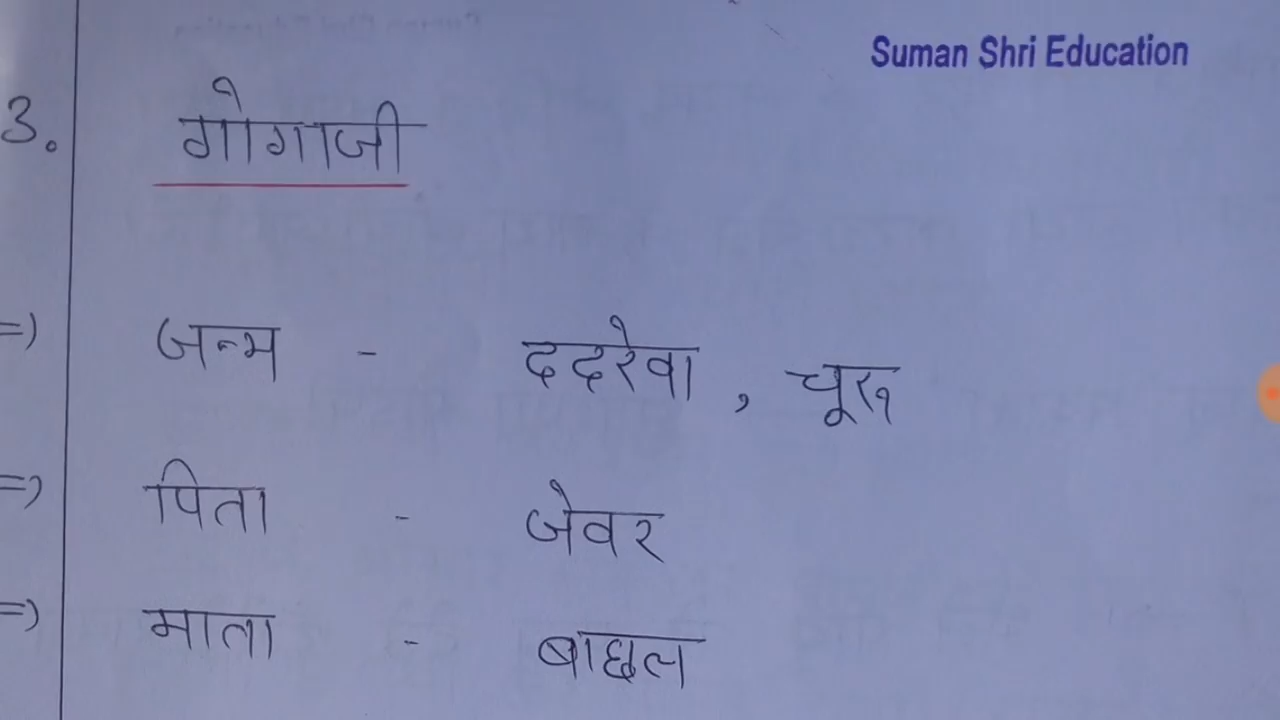 Suman Shri Education
3. गोगाजी
=> जन्म - ददरेवा , चूरू
=> पिता - जेवर
=> माता - बाछल